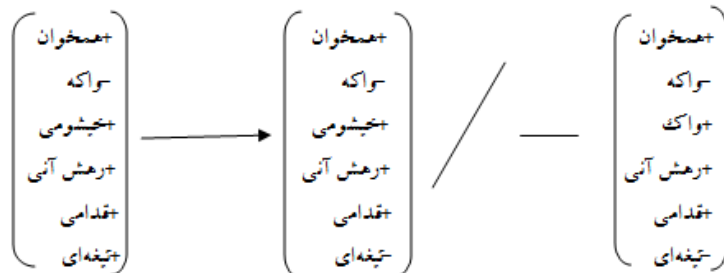 +همخوان
-واکه
+خیشومی
+رهش آنی
+قدامی
+تیغه‌ای
+همخوان
-واکه
+خیشومی
+رهش آنی
+قدامی
-تیغه‌ای
+همخوان
-واکه
+واک
+رهش آنی
+قدامی
-تیغه‌ای